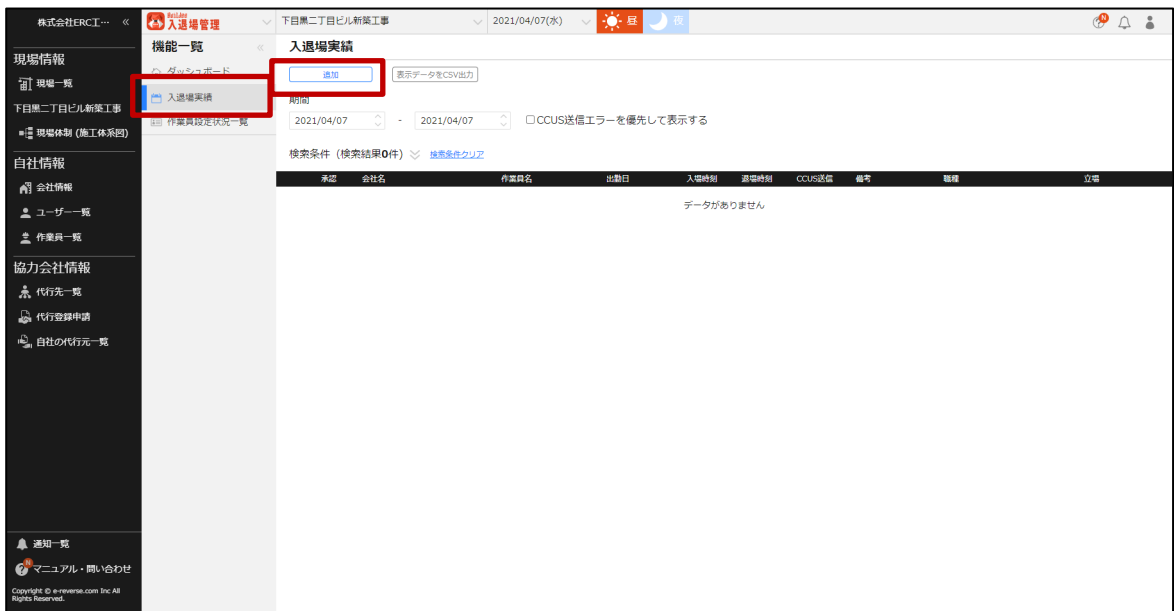 株式会社ERC工… «
現場情報
現場一覧
下目黒二丁目ビル新築工事
現場体制 (施工体系図)
自社情報
会社情報
ユーザー一覧
作業員一覧
協力会社情報
代行先一覧
代行登録申請
自社の代行元一覧
通知一覧
マニュアル・問い合わせ
Copyright © e-reverse.com Inc All
Rights Reserved.
入退場管理
機能一覧 «
ダッシュボード
入退場実績
作業員設定状況一覧
下目黒二丁目ビル新築工事 2021/04/07(水) 昼 夜
N
入退場実績
追加 表示データをCSV出力
期間
2021/04/07 - 2021/04/07 CCUS送信エラーを優先して表示する
検索条件 (検索結果0件) 検索条件クリア
承認 会社名 作業員名 出勤日 入場時刻 退場時刻 CCUS送信 備考 職種 立場
データがありません